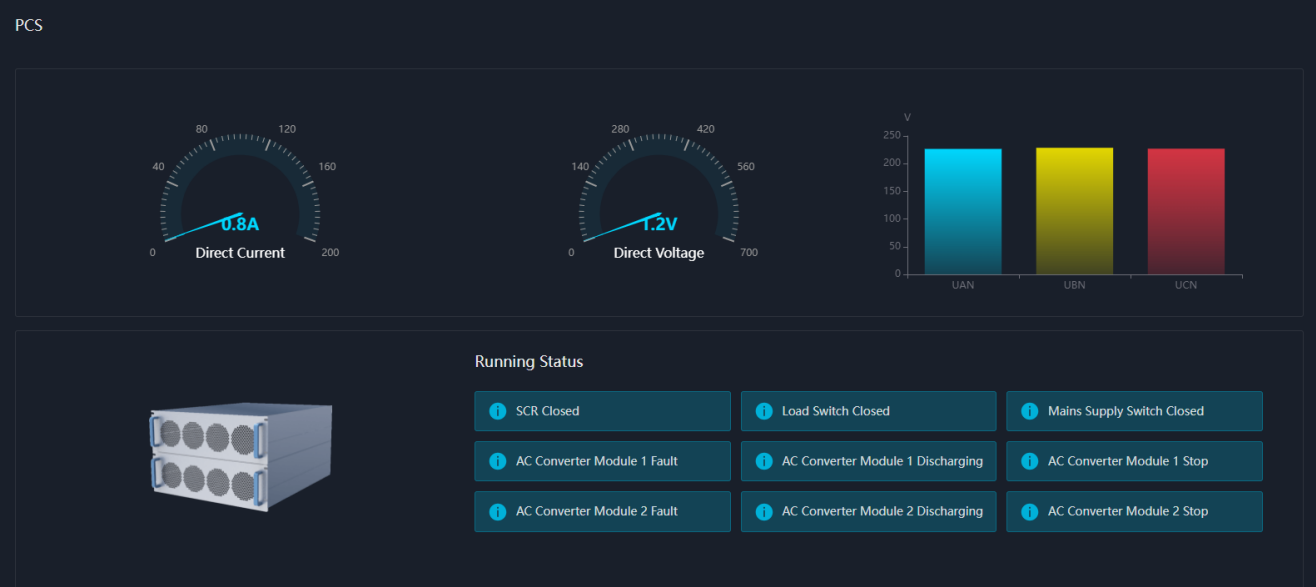 PCS
80 120
40 160
0.8A
0 Direct Current 200
280 420
140 560
1.2V
0 Direct Voltage 700
V
250
200
150
100
50
0
UAN UBN UCN
Running Status
SCR Closed
Load Switch Closed
Mains Supply Switch Closed
AC Converter Module 1 Fault
AC Converter Module 1 Discharging
AC Converter Module 1 Stop
AC Converter Module 2 Fault
AC Converter Module 2 Discharging
AC Converter Module 2 Stop